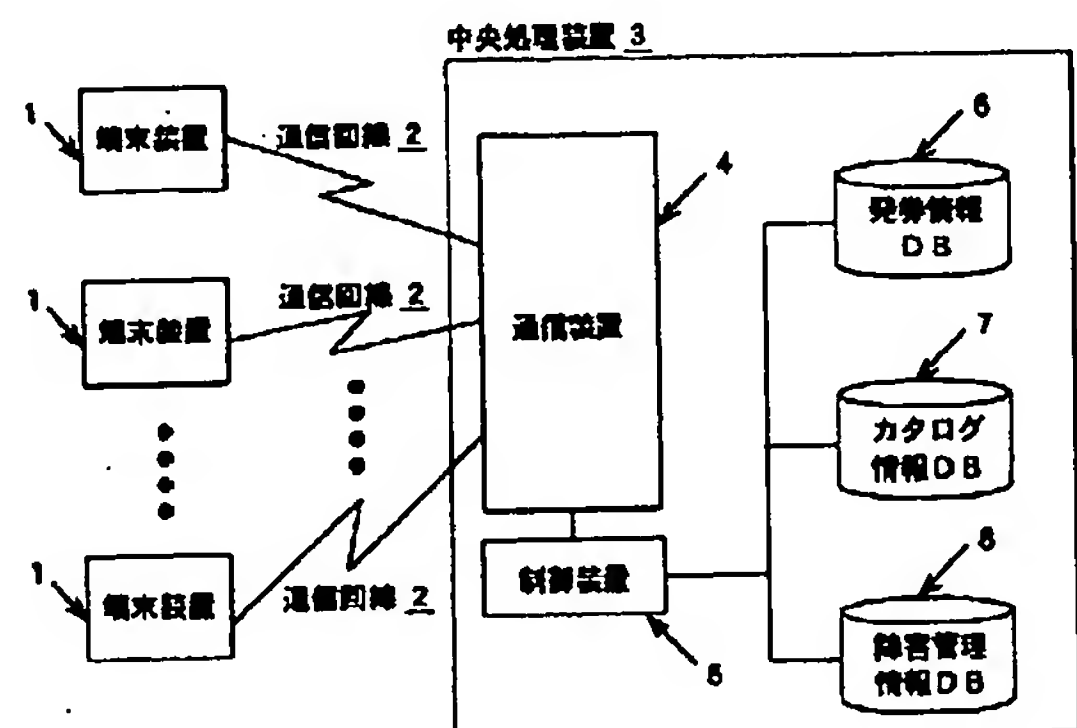 中央処理装置 3
1
端末装置
通信回線 2
4
6
発券情報
DB
1
端末装置
通信回線 2
通信装置
7
カタログ
情報DB
1
端末装置
通信回線 2
制御装置
5
8
障害管理
情報DB